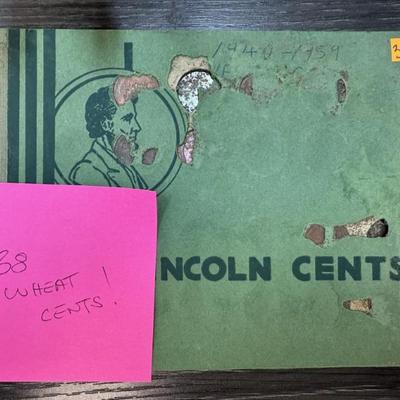 1940-1959
NCOLN CENTS
38
WHEAT !
CENTS!